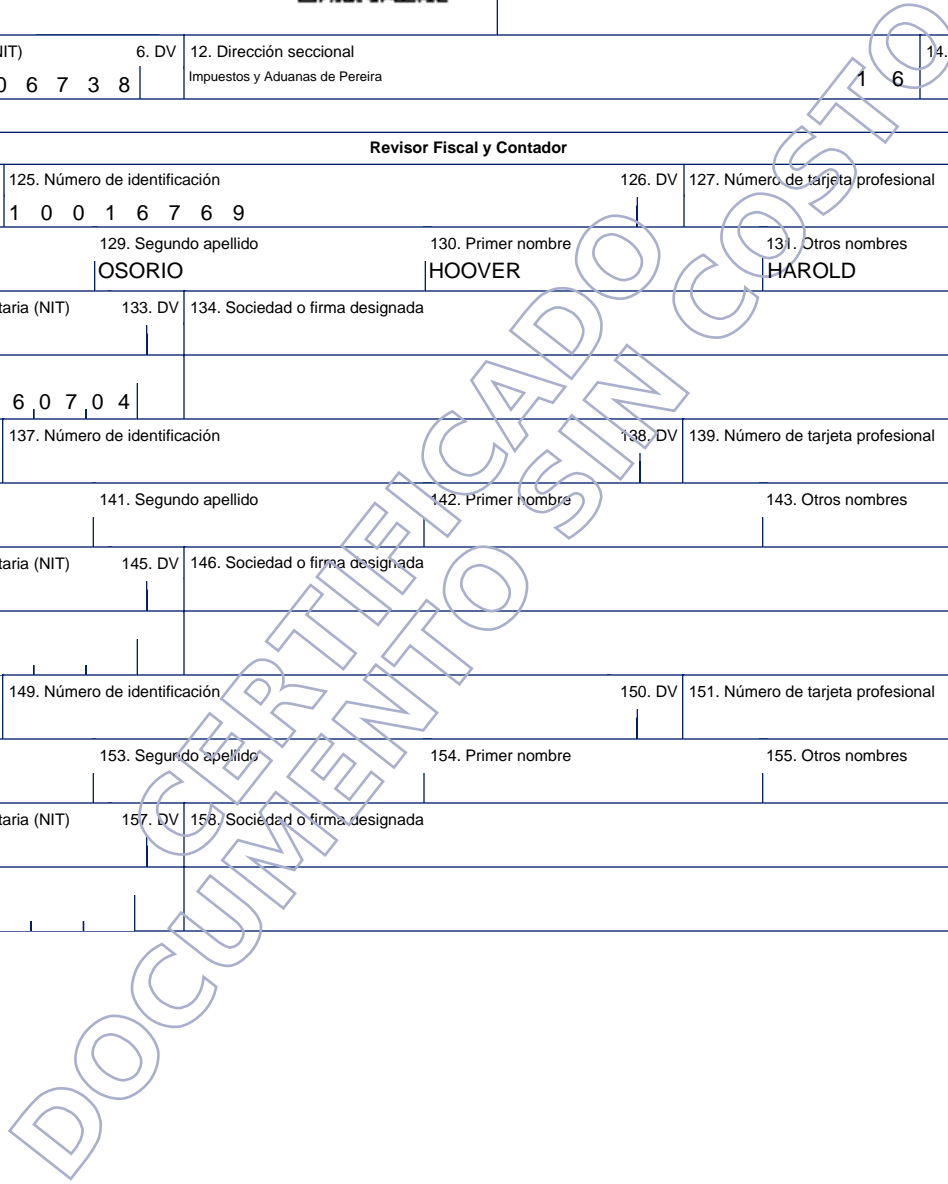 6. DV 12. Dirección seccional 14.
6 7 3 8 Impuestos y Aduanas de Pereira 1 6
Revisor Fiscal y Contador
125. Número de identificación 126. DV 127. Número de tarjeta profesional
1 0 0 1 6 7 6 9
129. Segundo apellido 130. Primer nombre 131. Otros nombres
OSORIO HOOVER HAROLD
(NIT) 133. DV 134. Sociedad o firma designada
6 0 7 0 4
137. Número de identificación 138. DV 139. Número de tarjeta profesional
141. Segundo apellido 142. Primer nombre 143. Otros nombres
(NIT) 145. DV 146. Sociedad o firma designada
149. Número de identificación 150. DV 151. Número de tarjeta profesional
153. Segundo apellido 154. Primer nombre 155. Otros nombres
(NIT) 157. DV 158. Sociedad o firma designada
CERTIFICADO
DOCUMENTO SIN COSTO